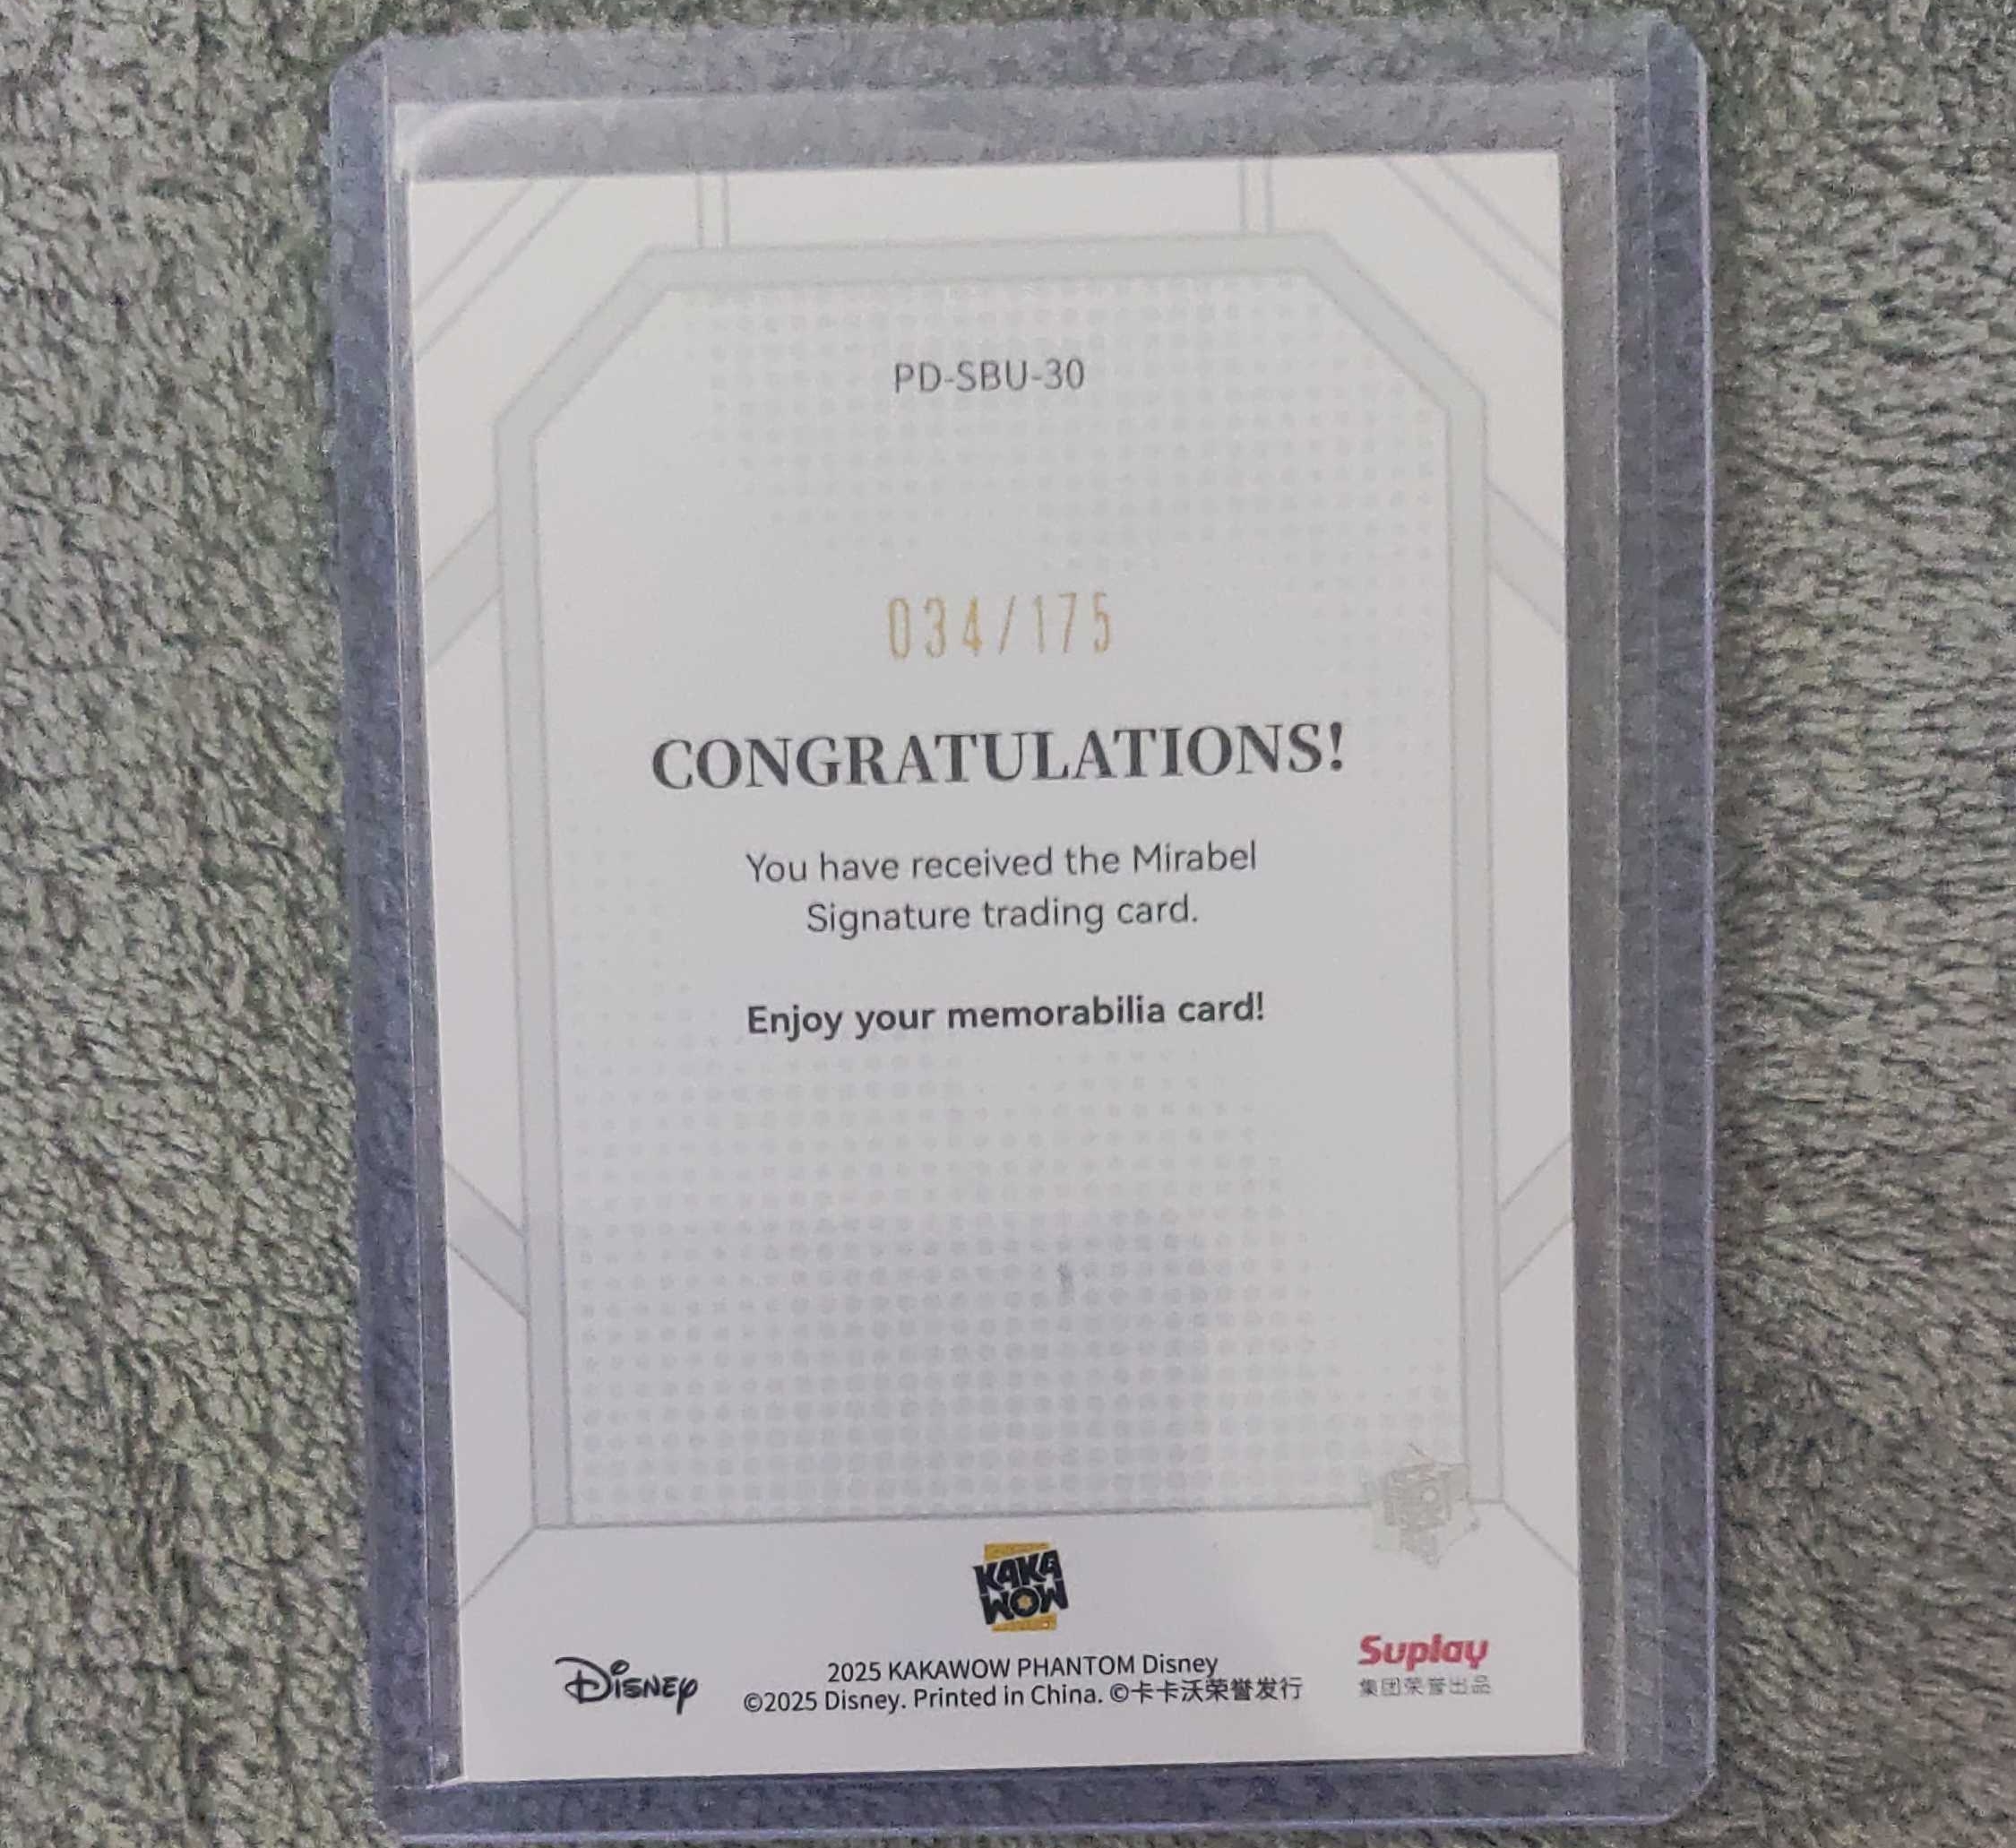 PD-SBU-30
034/175
CONGRATULATIONS!
You have received the Mirabel
Signature trading card.
Enjoy your memorabilia card!
KAKA
WOW
Disney
2025 KAKAWOW PHANTOM Disney
©2025 Disney. Printed in China. ©卡卡沃荣誉发行
Suplay
集团荣誉出品